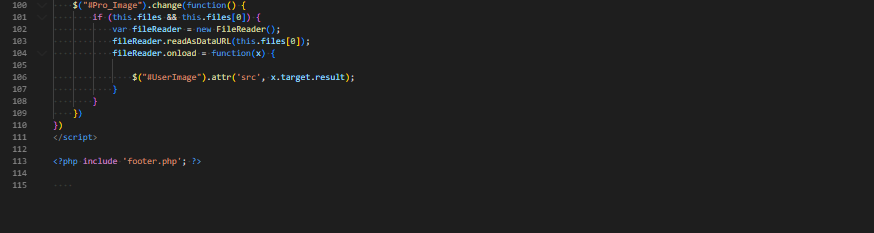 100 $("#Pro_Image").change(function() {
101 if (this.files && this.files[0]) {
102 var fileReader = new FileReader();
103 fileReader.readAsDataURL(this.files[0]);
104 fileReader.onload = function(x) {
105
106 $("#UserImage").attr('src', x.target.result);
107 }
108 }
109 })
110 })
111 </script>
112
113 <?php include 'footer.php'; ?>
114
115